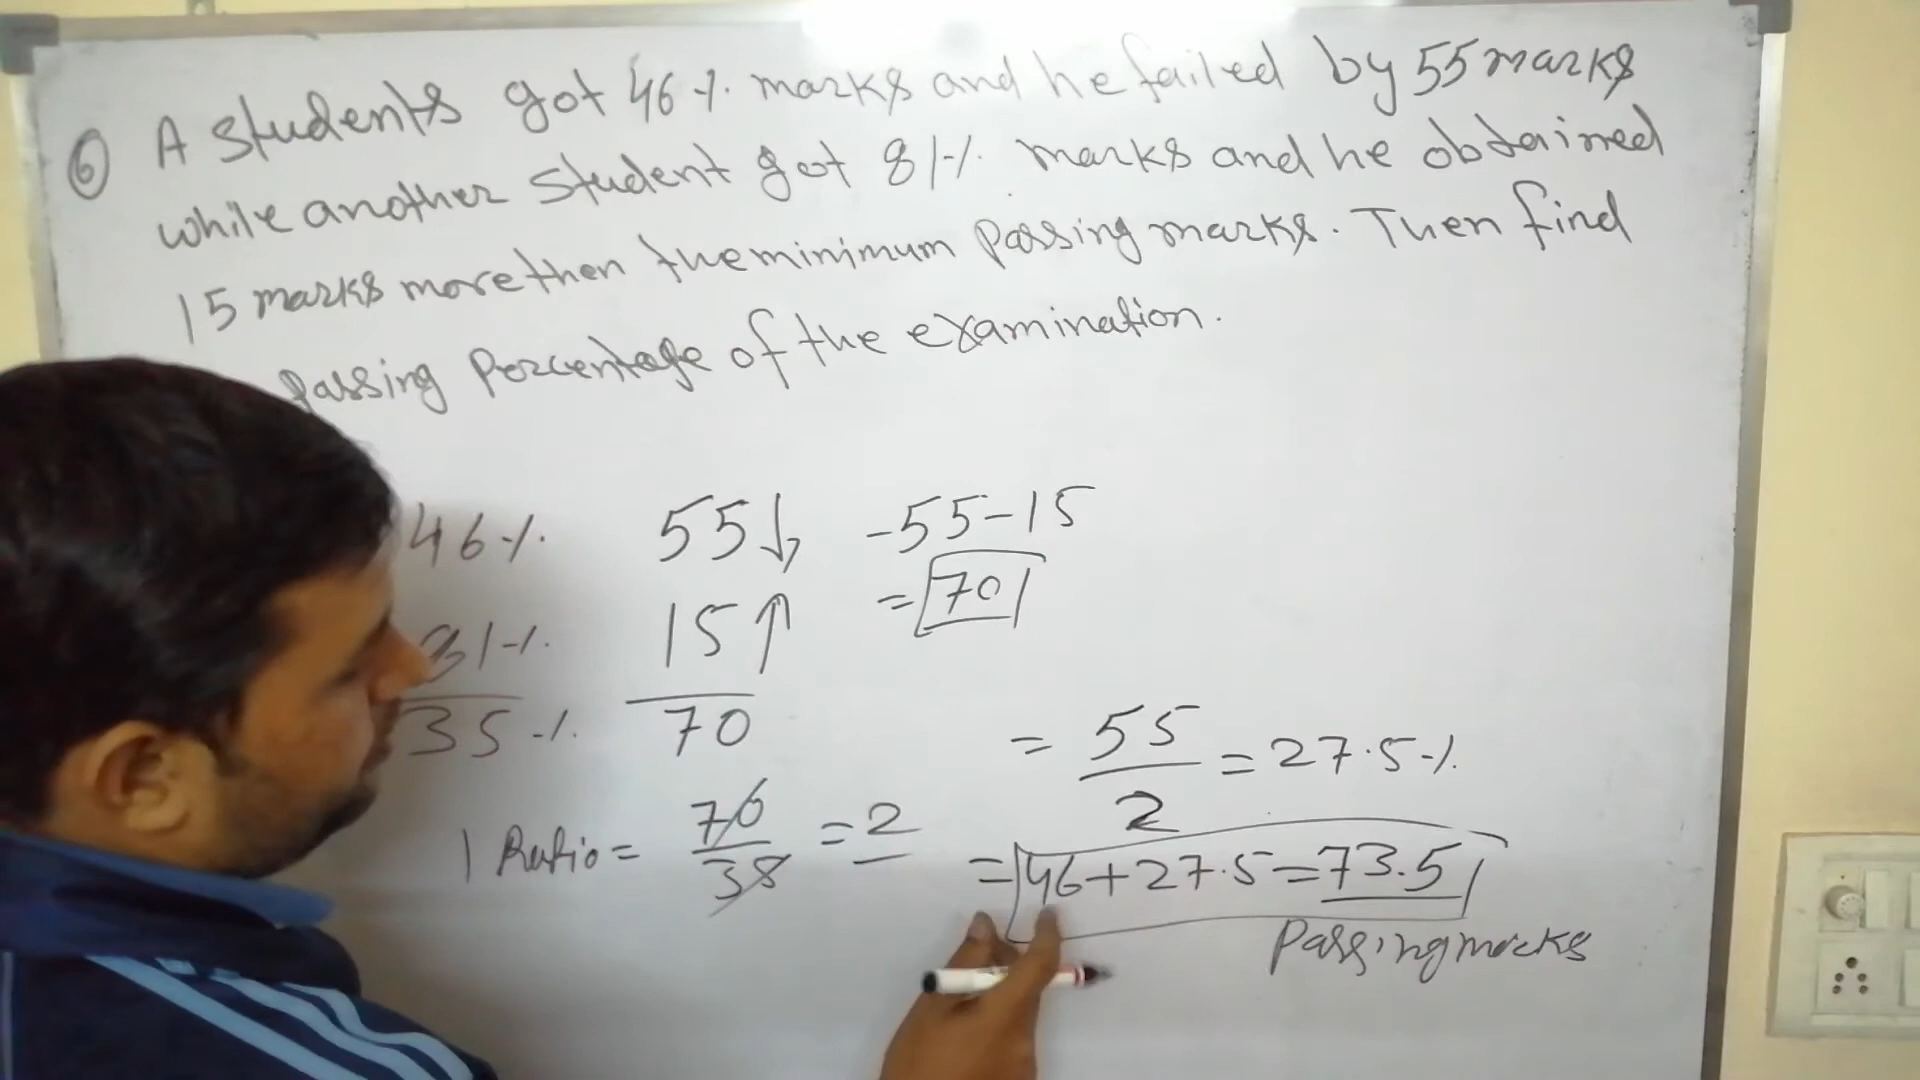 6 A students got 46% marks and he failed by 55 marks
while another student got 81% marks and he obtained
15 marks more then the minimum passing marks. Then find
passing percentage of the examination.
46% 55↓ -55-15
81% 15↑ =70
35% 70
= 55/2 = 27.5%
1 Ratio = 70/35 = 2
= 46+27.5=73.5
Passing marks